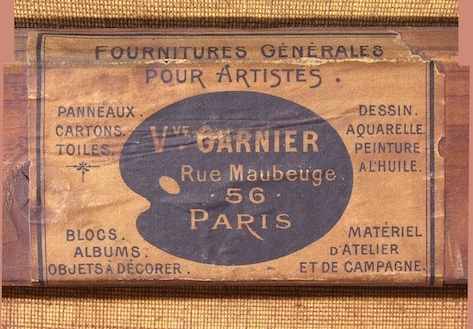 FOURNITURES GÉNÉRALES
POUR ARTISTES.
PANNEAUX.
CARTONS.
TOILES.
DESSIN.
AQUARELLE.
PEINTURE
A L'HUILE.
Vve GARNIER
Rue Maubeuge.
56.
PARIS
BLOCS.
ALBUMS.
OBJETS À DÉCORER.
MATÉRIEL
D'ATELIER
ET DE CAMPAGNE.